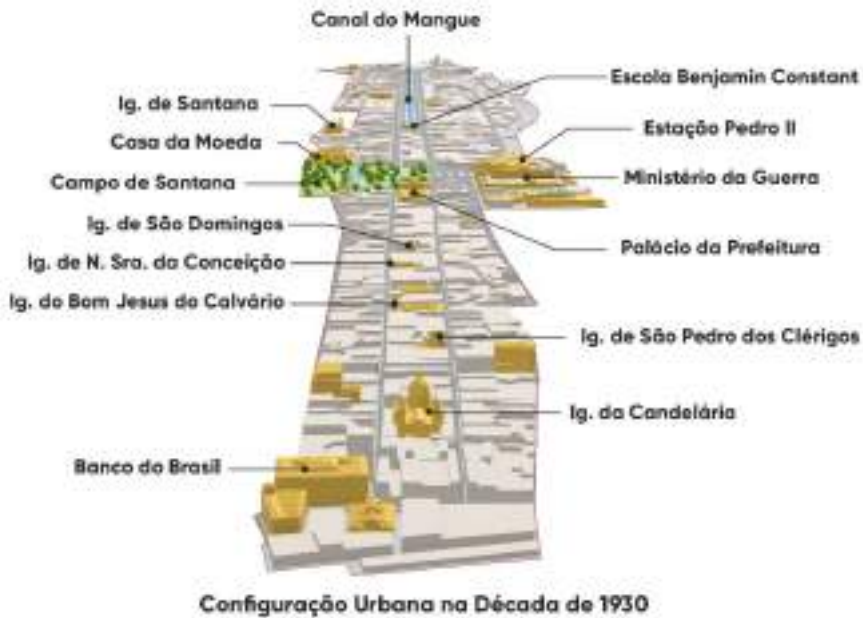 Canal do Mangue
Escola Benjamin Constant
Ig. de Santana
Estação Pedro II
Casa da Moeda
Ministério da Guerra
Campo de Santana
Ig. de São Domingos
Palácio da Prefeitura
Ig. de N. Sra. da Conceição
Ig. do Bom Jesus do Calvário
Ig. de São Pedro dos Clérigos
Ig. da Candelária
Banco do Brasil
Configuração Urbana na Década de 1930